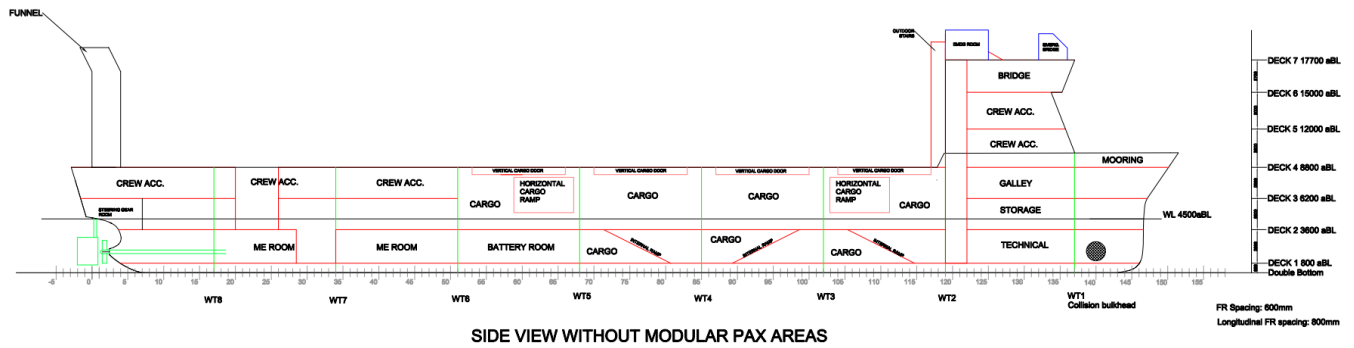 FUNNEL
OUTDOOR
STAIRS
EMDG ROOM
EMERG.
BRIDGE
DECK 7 17700 aBL
BRIDGE
DECK 6 15000 aBL
CREW ACC.
DECK 5 12000 aBL
CREW ACC.
MOORING
DECK 4 8800 aBL
VERTICAL CARGO DOOR
VERTICAL CARGO DOOR
VERTICAL CARGO DOOR
VERTICAL CARGO DOOR
CREW ACC.
CREW ACC.
CREW ACC.
HORIZONTAL
CARGO
RAMP
CARGO
CARGO
HORIZONTAL
CARGO
RAMP
GALLEY
DECK 3 6200 aBL
CARGO
CARGO
STEERING GEAR
ROOM
STORAGE
WL 4500aBL
DECK 2 3600 aBL
ME ROOM
ME ROOM
BATTERY ROOM
CARGO
INTERNAL RAMP
CARGO
INTERNAL RAMP
INTERNAL RAMP
TECHNICAL
DECK 1 800 aBL
Double Bottom
-5 0 5 10 15 20 25 30 35 40 45 50 55 60 65 70 75 80 85 90 95 100 105 110 115 120 125 130 135 140 145 150 155
WT8 WT7 WT6 WT5 WT4 WT3 WT2 WT1
Collision bulkhead
FR Spacing: 600mm
Longitudinal FR spacing: 800mm
SIDE VIEW WITHOUT MODULAR PAX AREAS